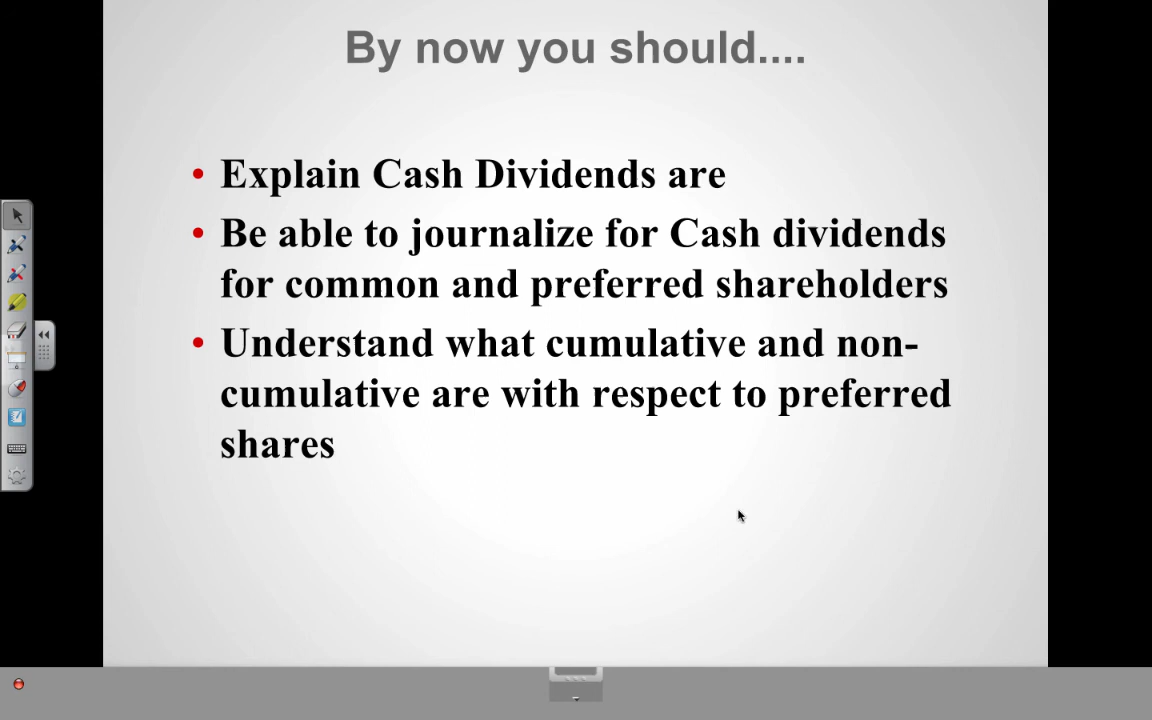 By now you should....
• Explain Cash Dividends are
• Be able to journalize for Cash dividends
for common and preferred shareholders
• Understand what cumulative and non-
cumulative are with respect to preferred
shares